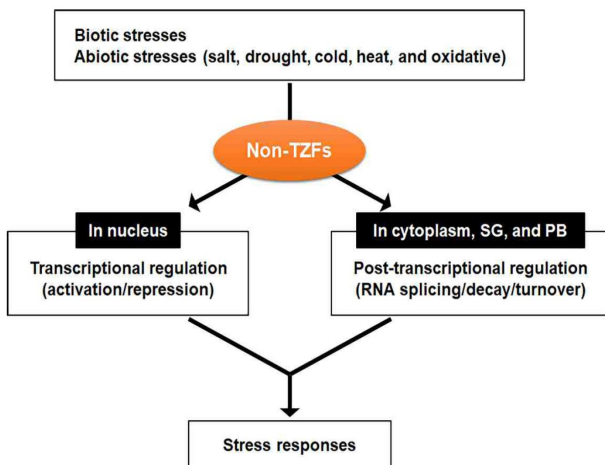 Biotic stresses
Abiotic stresses (salt, drought, cold, heat, and oxidative)
Non-TZFs
In nucleus
Transcriptional regulation
(activation/repression)
In cytoplasm, SG, and PB
Post-transcriptional regulation
(RNA splicing/decay/turnover)
Stress responses